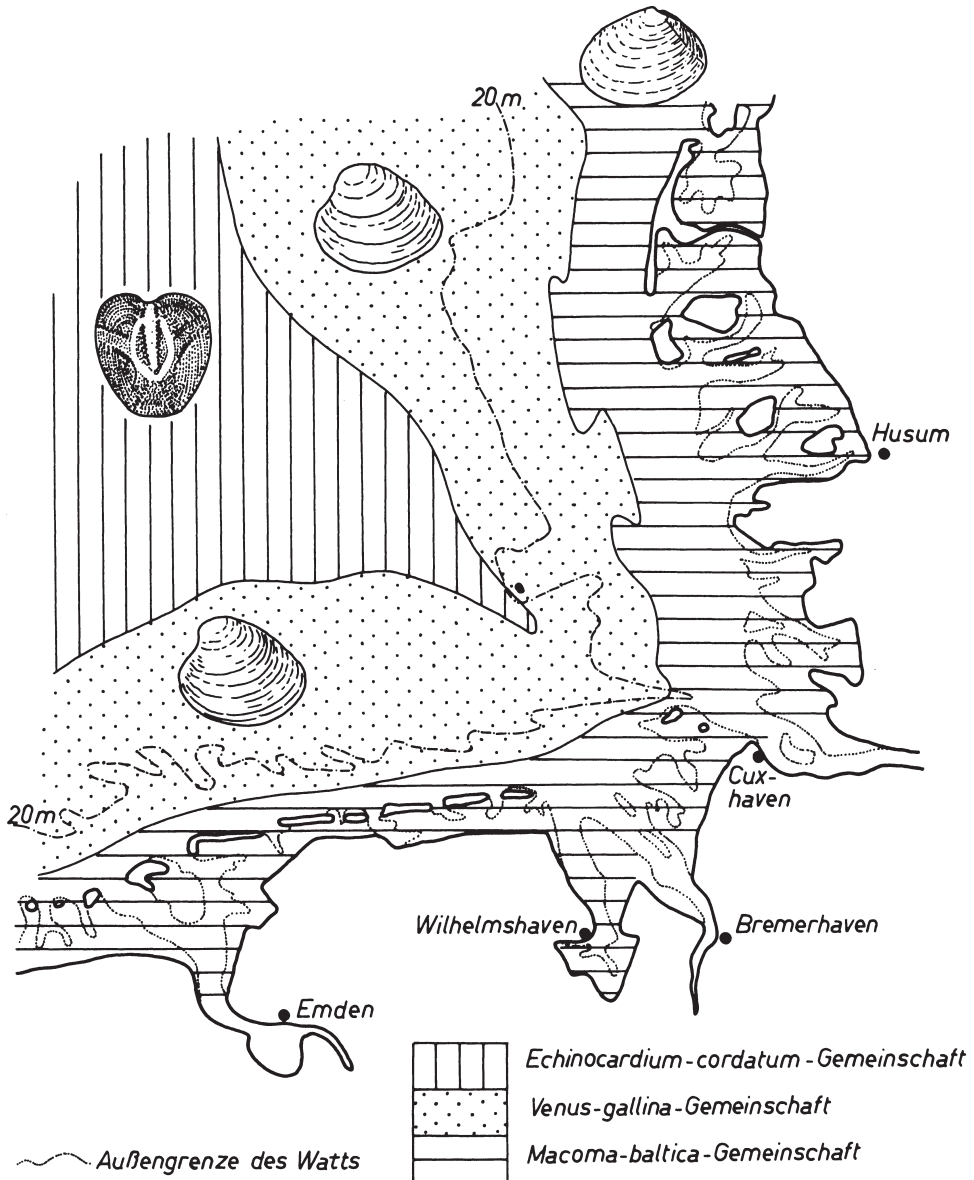 20 m
Husum
Cux-
haven
20 m
Wilhelmshaven
Bremerhaven
Emden
Echinocardium-cordatum-Gemeinschaft
Venus-gallina-Gemeinschaft
Macoma-baltica-Gemeinschaft
Außengrenze des Watts